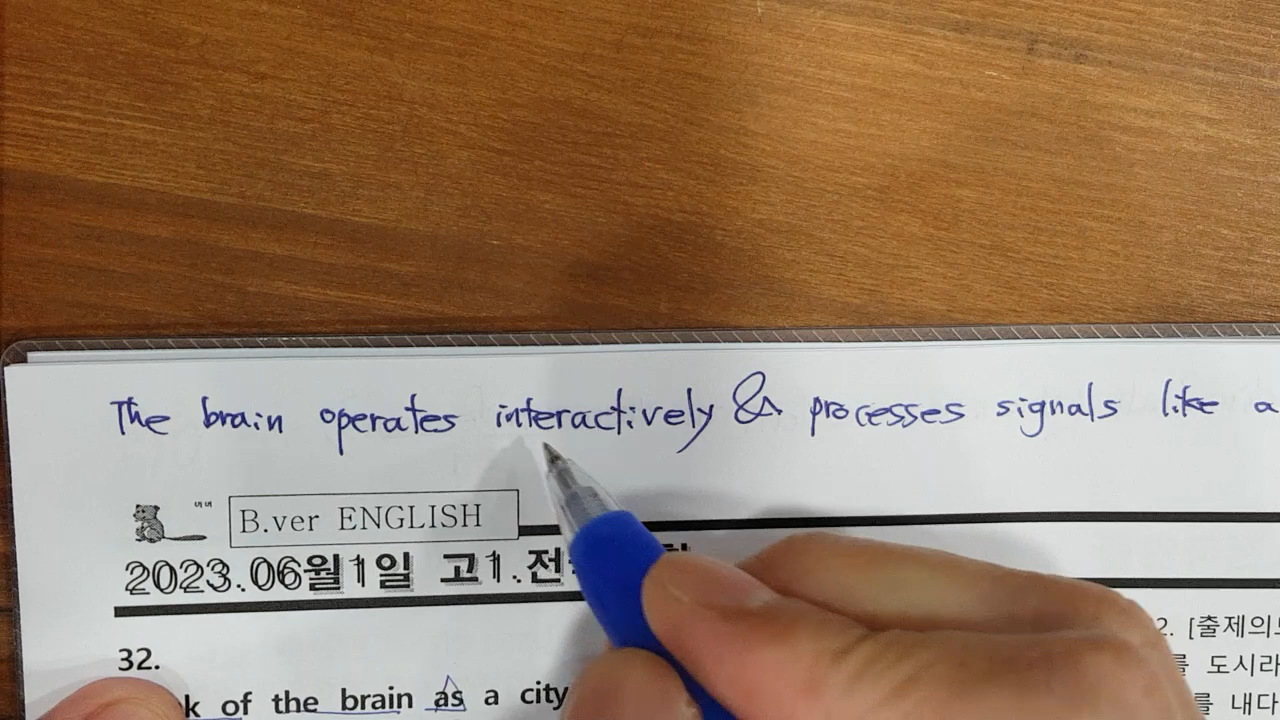 The brain operates interactively & processes signals like a
B.ver ENGLISH
2023.06월1일 고1.전
32.
2. [출제의
of the brain as a city
를 도시라
를 내다